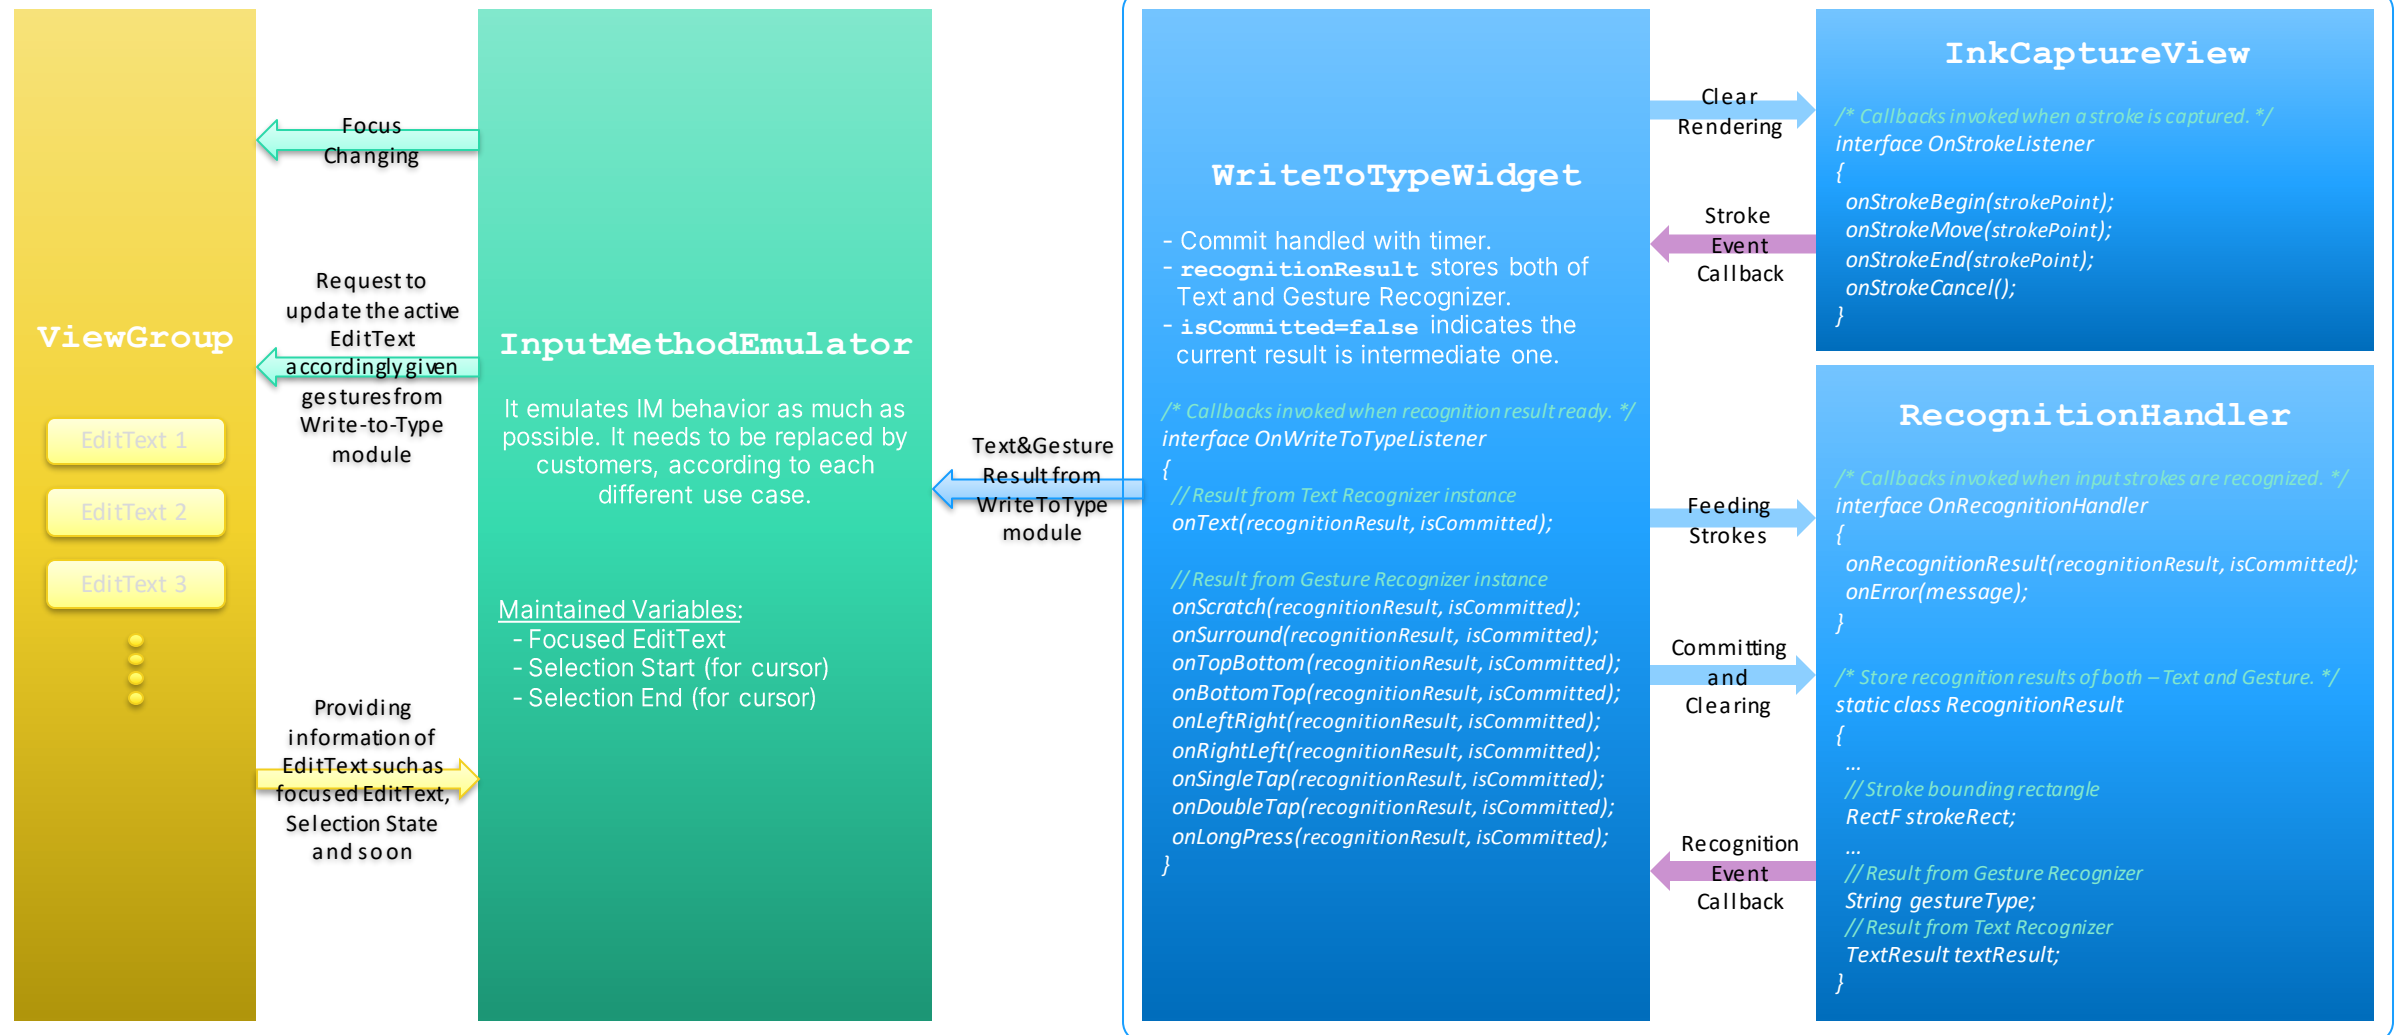 ViewGroup
EditText 1
EditText 2
EditText 3
Focus
Changing
Request to
update the active
EditText
accordingly given
gestures from
Write-to-Type
module
Providing
information of
EditText such as
focused EditText,
Selection State
and so on
InputMethodEmulator
It emulates IM behavior as much as
possible. It needs to be replaced by
customers, according to each
different use case.
Maintained Variables:
- Focused EditText
- Selection Start (for cursor)
- Selection End (for cursor)
Text&Gesture
Result from
WriteToType
module
WriteToTypeWidget
- Commit handled with timer.
- recognitionResult stores both of
Text and Gesture Recognizer.
- isCommitted=false indicates the
current result is intermediate one.
/* Callbacks invoked when recognition result ready. */
interface OnWriteToTypeListener
{
// Result from Text Recognizer instance
onText(recognitionResult, isCommitted);
// Result from Gesture Recognizer instance
onScratch(recognitionResult, isCommitted);
onSurround(recognitionResult, isCommitted);
onTopBottom(recognitionResult, isCommitted);
onBottomTop(recognitionResult, isCommitted);
onLeftRight(recognitionResult, isCommitted);
onRightLeft(recognitionResult, isCommitted);
onSingleTap(recognitionResult, isCommitted);
onDoubleTap(recognitionResult, isCommitted);
onLongPress(recognitionResult, isCommitted);
}
Clear
Rendering
Stroke
Event
Callback
Feeding
Strokes
Committing
and
Clearing
Recognition
Event
Callback
InkCaptureView
/* Callbacks invoked when a stroke is captured. */
interface OnStrokeListener
{
onStrokeBegin(strokePoint);
onStrokeMove(strokePoint);
onStrokeEnd(strokePoint);
onStrokeCancel();
}
RecognitionHandler
/* Callbacks invoked when input strokes are recognized. */
interface OnRecognitionHandler
{
onRecognitionResult(recognitionResult, isCommitted);
onError(message);
}
/* Store recognition results of both – Text and Gesture. */
static class RecognitionResult
{
...
// Stroke bounding rectangle
RectF strokeRect;
...
// Result from Gesture Recognizer
String gestureType;
// Result from Text Recognizer
TextResult textResult;
}